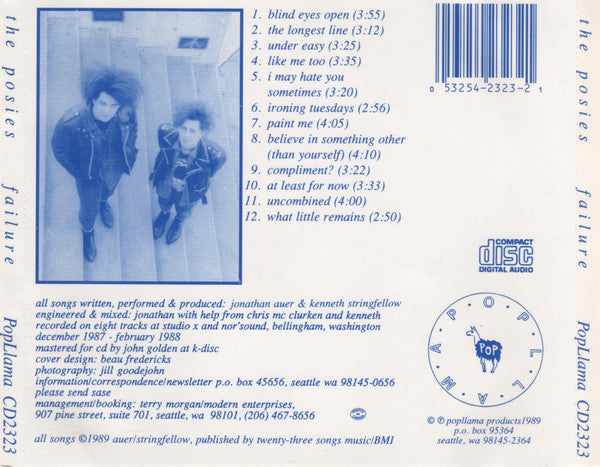 the posies failure PopLlama CD2323
1. blind eyes open (3:55)
2. the longest line (3:12)
3. under easy (3:25)
4. like me too (3:35)
5. i may hate you
sometimes (3:20)
6. ironing tuesdays (2:56)
7. paint me (4:05)
8. believe in something other
(than yourself) (4:10)
9. compliment? (3:22)
10. at least for now (3:33)
11. uncombined (4:00)
12. what little remains (2:50)
0 53254-2323-2 1
COMPACT
disc
DIGITAL AUDIO
all songs written, performed & produced: jonathan auer & kenneth stringfellow
engineered & mixed: jonathan with help from chris mc clurken and kenneth
recorded on eight tracks at studio x and nor'sound, bellingham, washington
december 1987 - february 1988
mastered for cd by john golden at k-disc
cover design: beau fredericks
photography: jill goodejohn
information/correspondence/newsletter p.o. box 45656, seattle wa 98145-0656
please send sase
management/booking: terry morgan/modern enterprises,
907 pine street, suite 701, seattle, wa 98101, (206) 467-8656
all songs ©1989 auer/stringfellow, published by twenty-three songs music/BMI
POPLLAMA
POP
© ℗ popllama products1989
p.o. box 95364
seattle, wa 98145-2364
the posies failure PopLlama CD2323